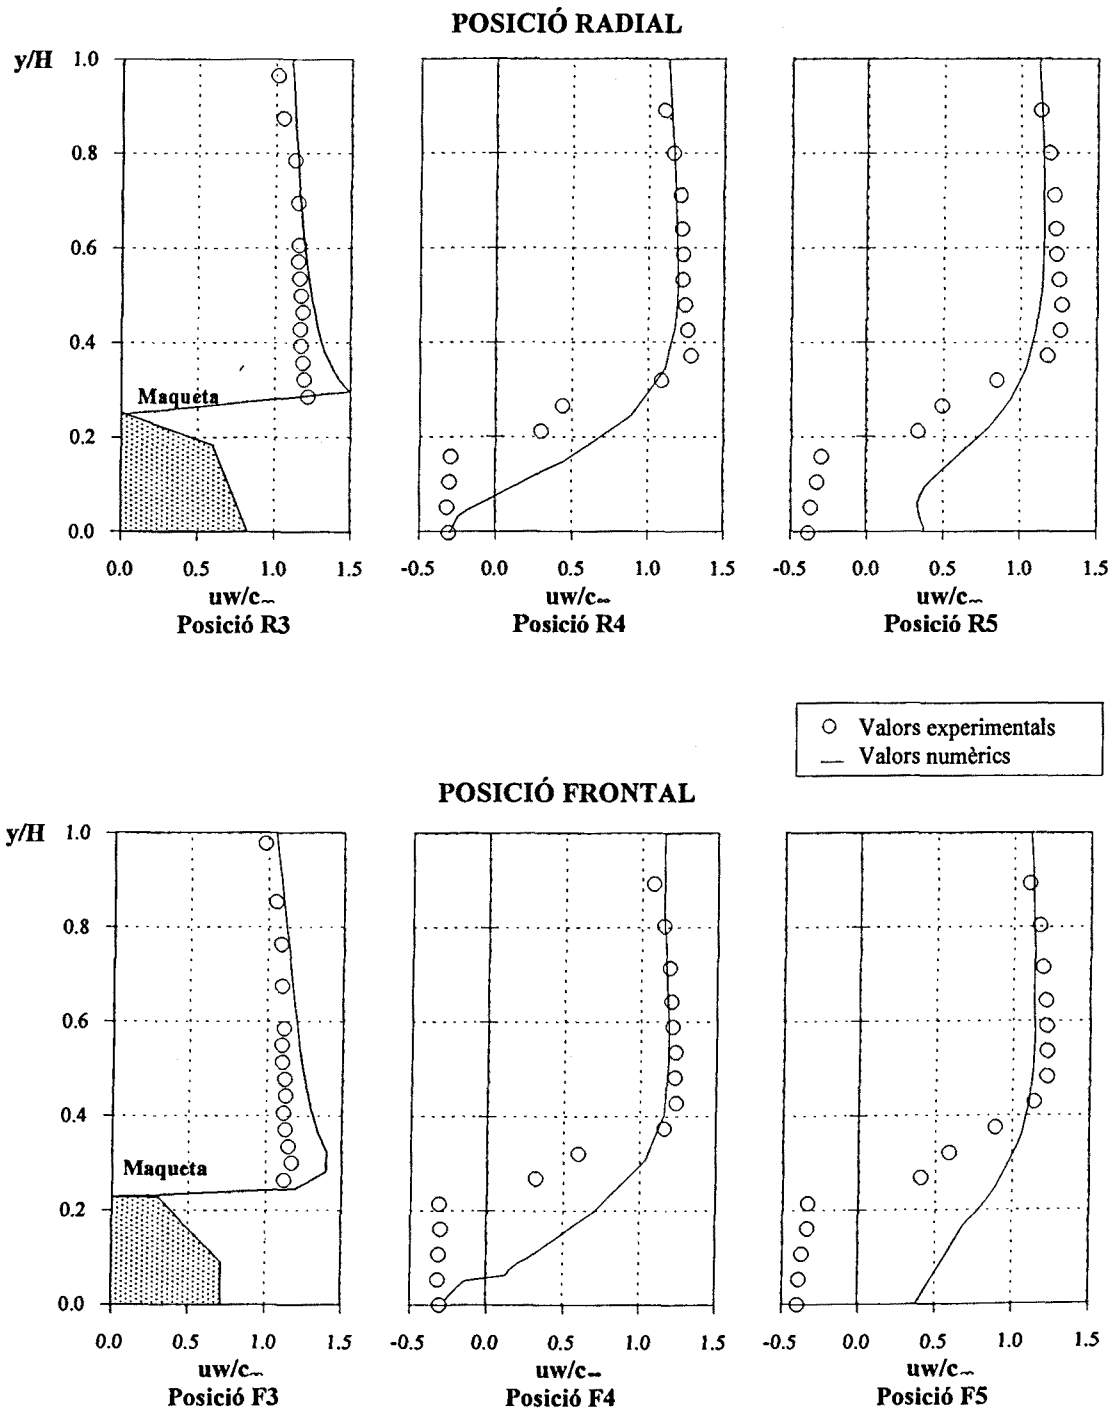 POSICIÓ RADIAL
y/H
1.0
0.8
0.6
0.4
0.2
0.0
Maqueta
0.0 0.5 1.0 1.5
-0.5 0.0 0.5 1.0 1.5
-0.5 0.0 0.5 1.0 1.5
uw/c∞
uw/c∞
uw/c∞
Posició R3
Posició R4
Posició R5
Valors experimentals
Valors numèrics
POSICIÓ FRONTAL
y/H
1.0
0.8
0.6
0.4
0.2
0.0
Maqueta
0.0 0.5 1.0 1.5
-0.5 0.0 0.5 1.0 1.5
-0.5 0.0 0.5 1.0 1.5
uw/c∞
uw/c∞
uw/c∞
Posició F3
Posició F4
Posició F5